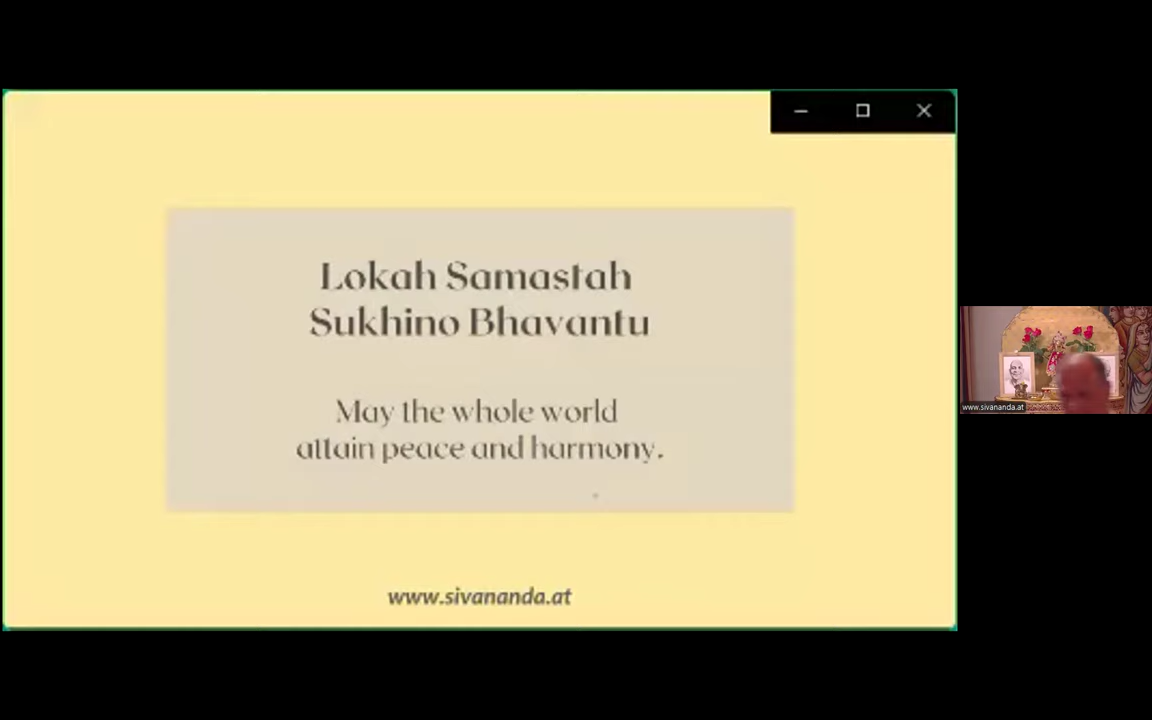 Lokah Samastah
Sukhino Bhavantu
May the whole world
attain peace and harmony.
www.sivananda.at
www.sivananda.at